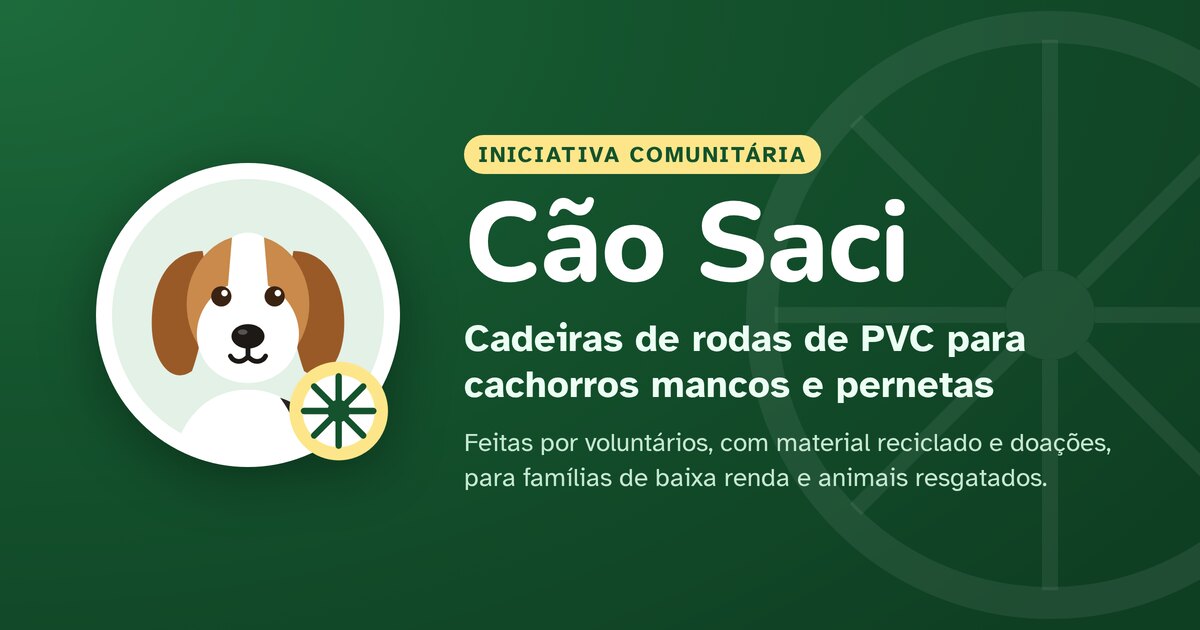 INICIATIVA COMUNITÁRIA
Cão Saci
Cadeiras de rodas de PVC para
cachorros mancos e pernetas
Feitas por voluntários, com material reciclado e doações,
para famílias de baixa renda e animais resgatados.